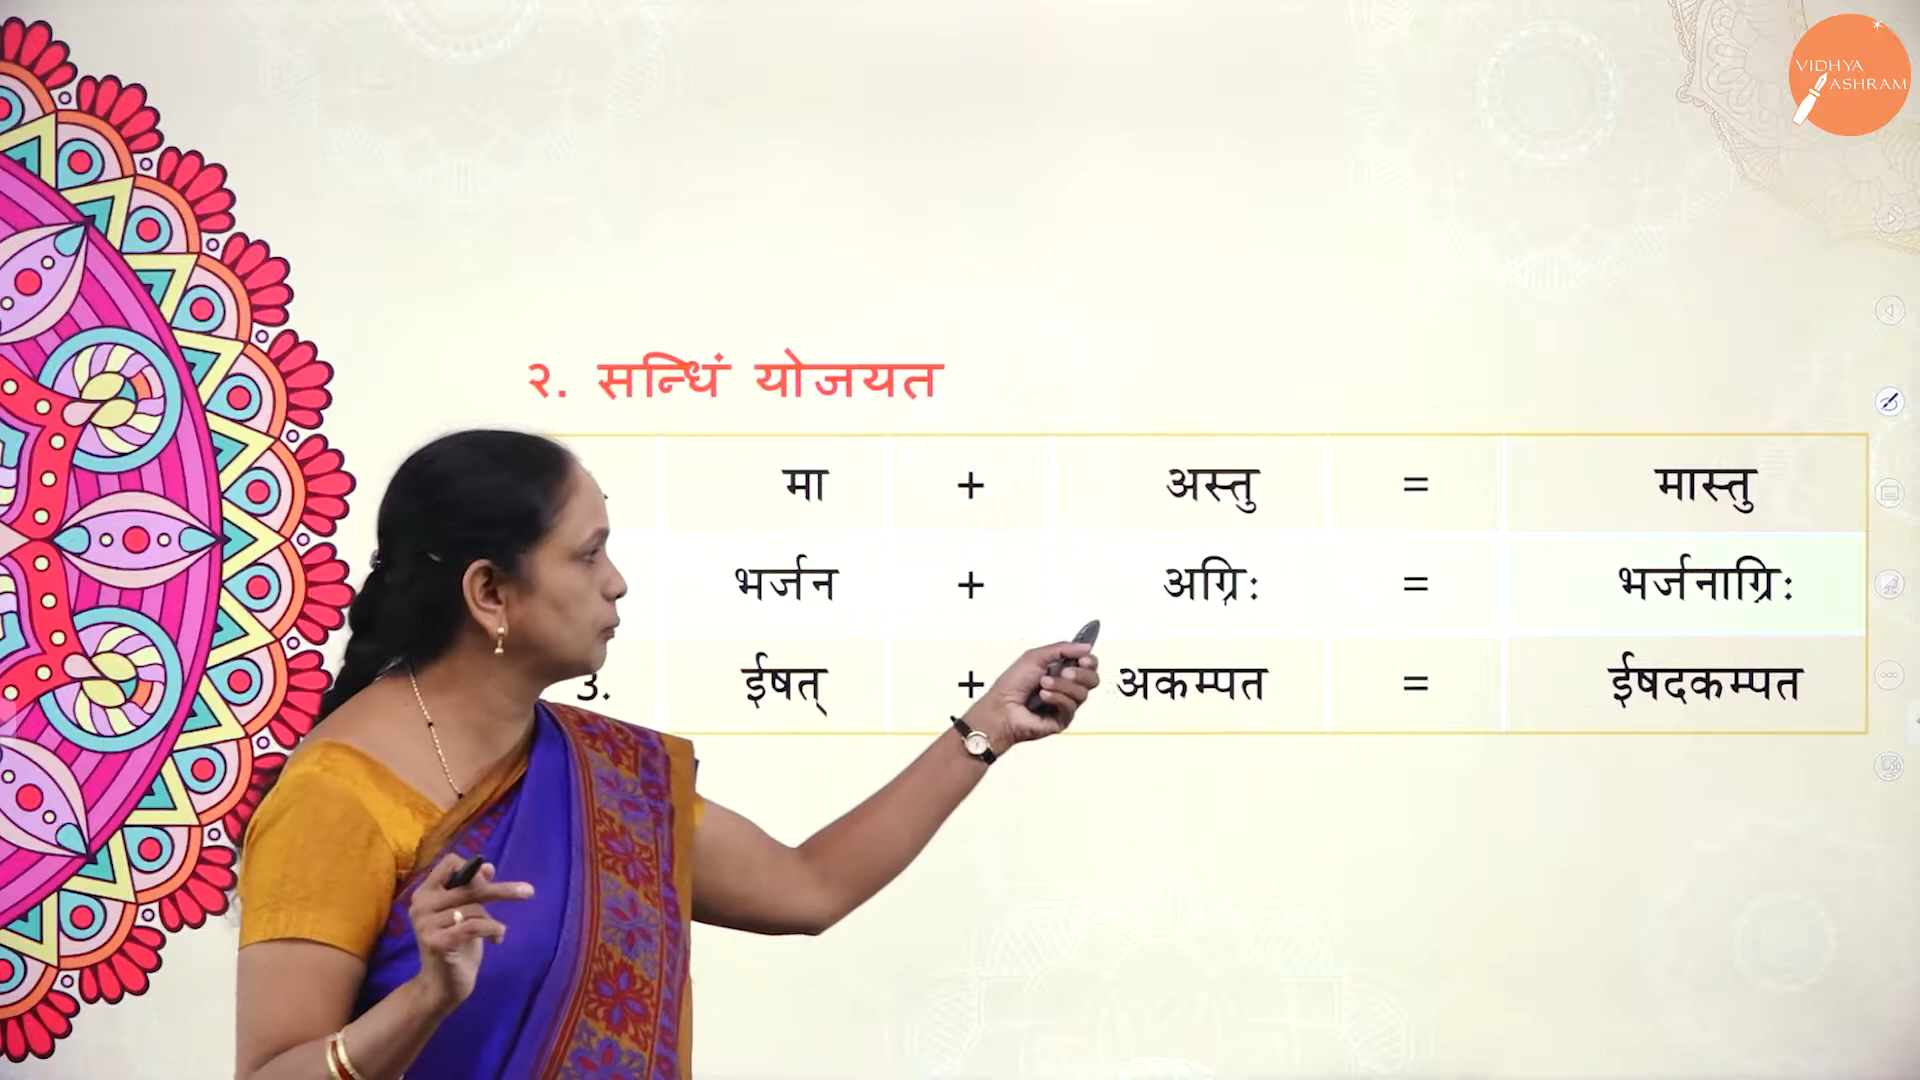 VIDHYA
ASHRAM
२. सन्धिं योजयत
मा + अस्तु = मास्तु
भर्जन + अग्रिः = भर्जनाग्रिः
3. ईषत् + अकम्पत = ईषदकम्पत